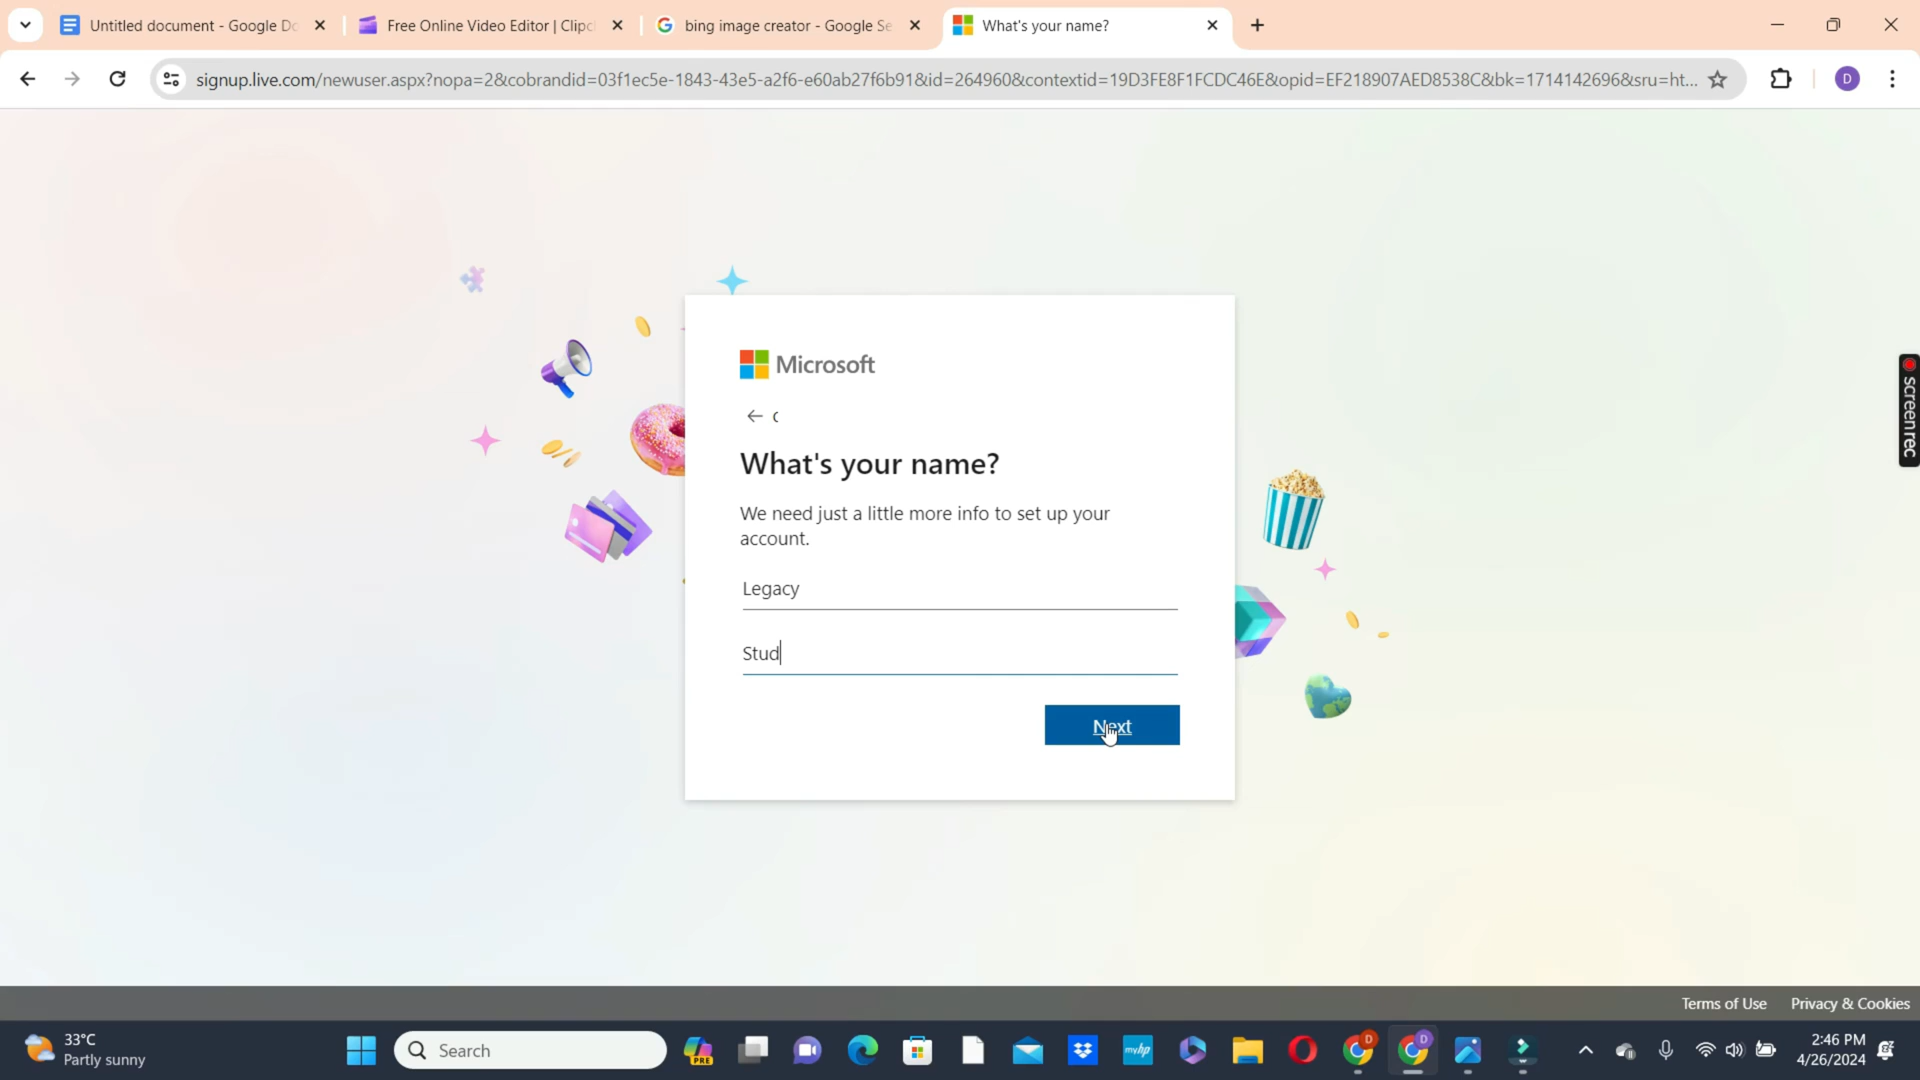 Untitled document - Google Do
Free Online Video Editor | Clipc
bing image creator - Google Se
What's your name?
signup.live.com/newuser.aspx?nopa=2&cobrandid=03f1ec5e-1843-43e5-a2f6-e60ab27f6b91&id=264960&contextid=19D3FE8F1FCDC46E&opid=EF218907AED8538C&bk=1714142696&sru=ht...
D
screenrec
Microsoft
What's your name?
We need just a little more info to set up your
account.
Legacy
Stud
Next
Terms of Use
Privacy & Cookies
33°C
Partly sunny
Search
PRE
myhp
D
D
2:46 PM
4/26/2024